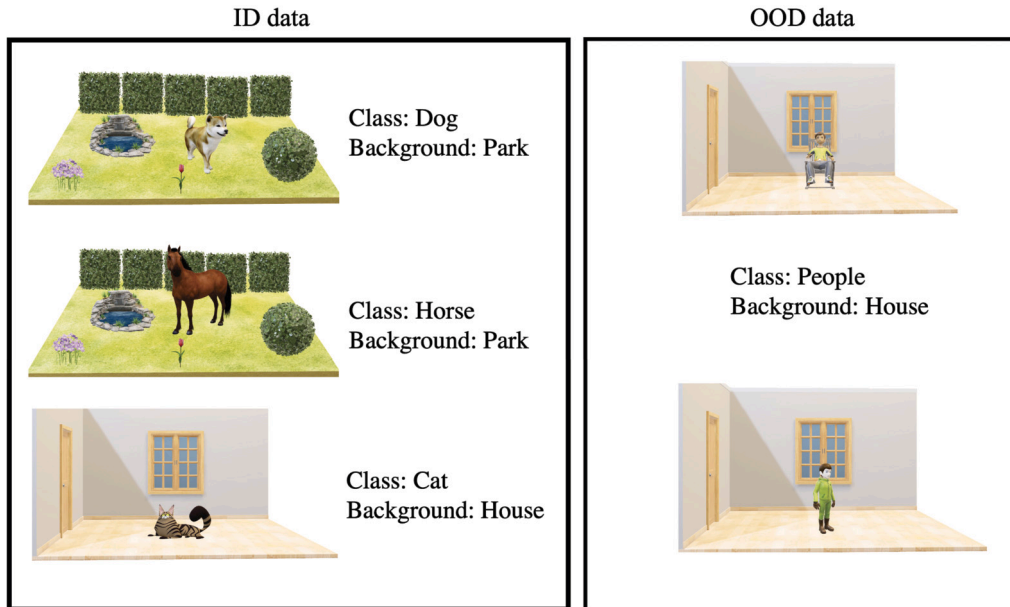 ID data
Class: Dog
Background: Park
Class: Horse
Background: Park
Class: Cat
Background: House
OOD data
Class: People
Background: House